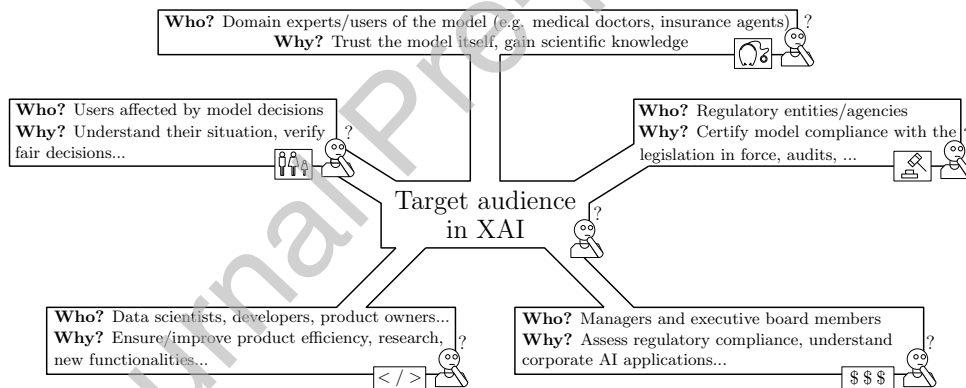 Who? Domain experts/users of the model (e.g. medical doctors, insurance agents)
Why? Trust the model itself, gain scientific knowledge
?
Who? Users affected by model decisions
Why? Understand their situation, verify
fair decisions...
?
Who? Regulatory entities/agencies
Why? Certify model compliance with the
legislation in force, audits, ...
?
Target audience
in XAI
?
Who? Data scientists, developers, product owners...
Why? Ensure/improve product efficiency, research,
new functionalities...
< / >
?
Who? Managers and executive board members
Why? Assess regulatory compliance, understand
corporate AI applications...
$ $ $
?
urnal Pre-